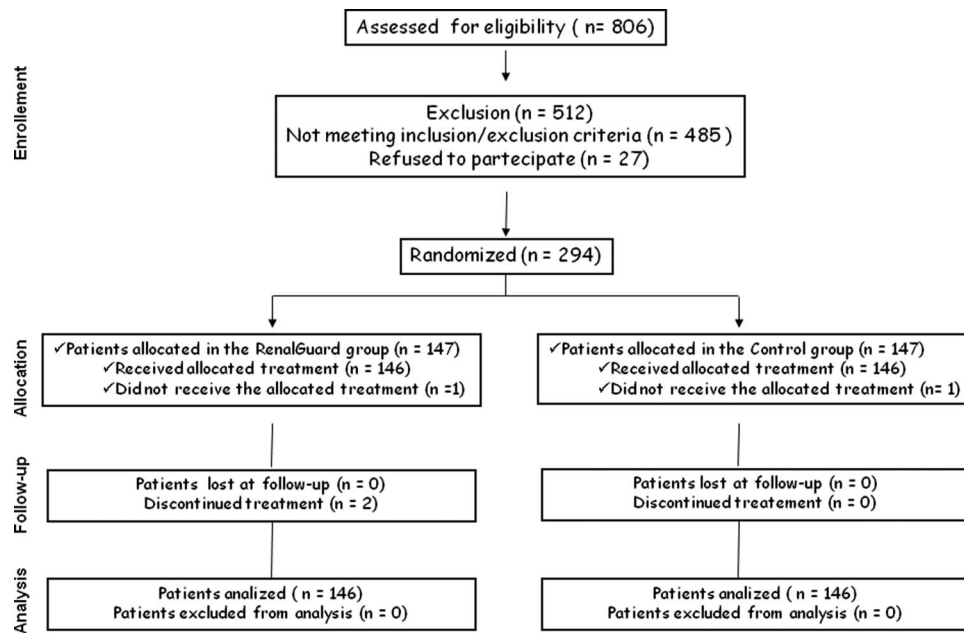 Assessed for eligibility ( n= 806)
Enrollement
Exclusion (n = 512)
Not meeting inclusion/exclusion criteria (n = 485 )
Refused to partecipate (n = 27)
Randomized (n = 294)
Allocation
✓Patients allocated in the RenalGuard group (n = 147)
✓Received allocated treatment (n = 146)
✓Did not receive the allocated treatment (n =1)
✓Patients allocated in the Control group (n = 147)
✓Received allocated treatment (n = 146)
✓Did not receive the allocated treatment (n= 1)
Follow-up
Patients lost at follow-up (n = 0)
Discontinued treatment (n = 2)
Patients lost at follow-up (n = 0)
Discontinued treatement (n = 0)
Analysis
Patients analized ( n = 146)
Patients excluded from analysis (n = 0)
Patients analized ( n = 146)
Patients excluded from analysis (n = 0)